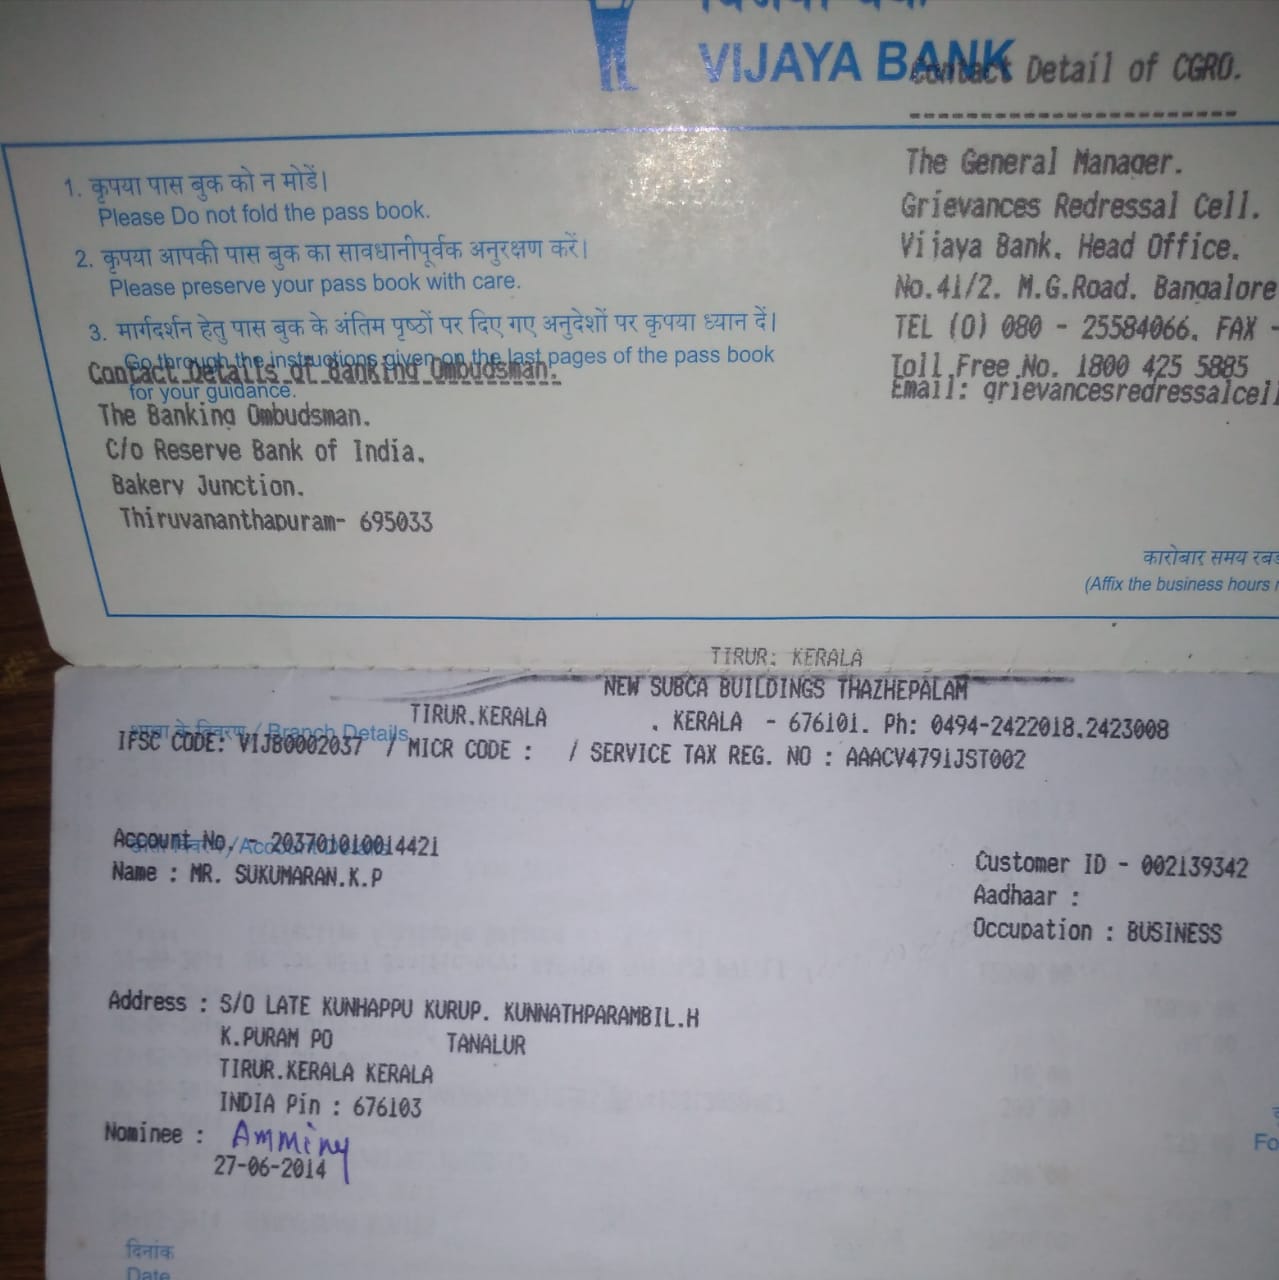 VIJAYA BANK
Contact Detail of CGRO.
The General Manager.
Grievances Redressal Cell.
Vijaya Bank. Head Office.
No.41/2. M.G.Road. Bangalore
TEL (O) 080 - 25584066. FAX -
Toll Free No. 1800 425 5885
Email: grievancesredressalcell
1. कृपया पास बुक को न मोडें।
Please Do not fold the pass book.
2. कृपया आपकी पास बुक का सावधानीपूर्वक अनुरक्षण करें।
Please preserve your pass book with care.
3. मार्गदर्शन हेतु पास बुक के अंतिम पृष्ठों पर दिए गए अनुदेशों पर कृपया ध्यान दें।
Go through the instructions given on the last pages of the pass book
for your guidance.
Contact Details of Banking Ombudsman.
The Banking Ombudsman.
C/o Reserve Bank of India.
Bakery Junction.
Thiruvananthapuram- 695033
कारोबार समय
(Affix the business hours
TIRUR: KERALA
NEW SUBCA BUILDINGS THAZHEPALAM
TIRUR.KERALA . KERALA - 676101. Ph: 0494-2422018.2423008
शाखा के विवरण / Branch Details
IFSC CODE: VIJB0002037 / MICR CODE : / SERVICE TAX REG. NO : AAACV4791JST002
Account No. - 203701010014421
Name : MR. SUKUMARAN.K.P
Customer ID - 002139342
Aadhaar :
Occupation : BUSINESS
Address : S/O LATE KUNHAPPU KURUP. KUNNATHPARAMBIL.H
K.PURAM PO TANALUR
TIRUR.KERALA KERALA
INDIA Pin : 676103
Nominee : Amminy
27-06-2014
Fo
दिनांक
Date